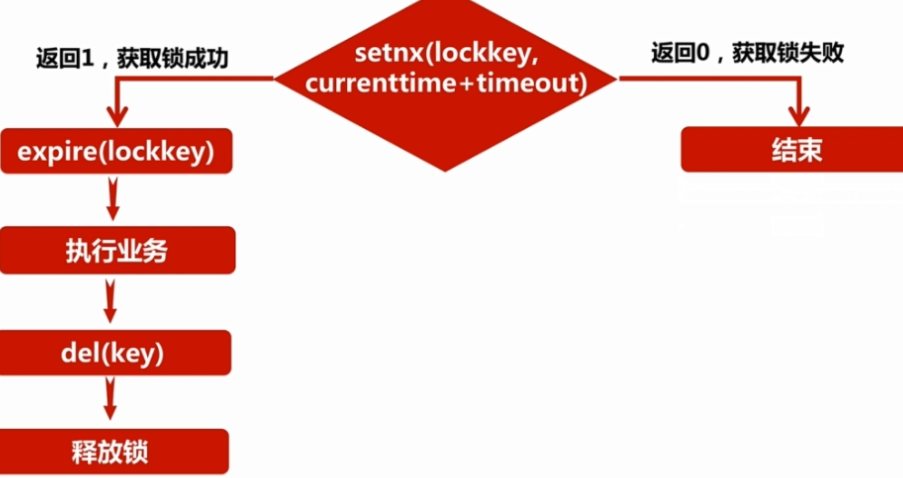 返回1，获取锁成功
setnx(lockkey,
currenttime+timeout)
返回0，获取锁失败
expire(lockkey)
结束
执行业务
del(key)
释放锁